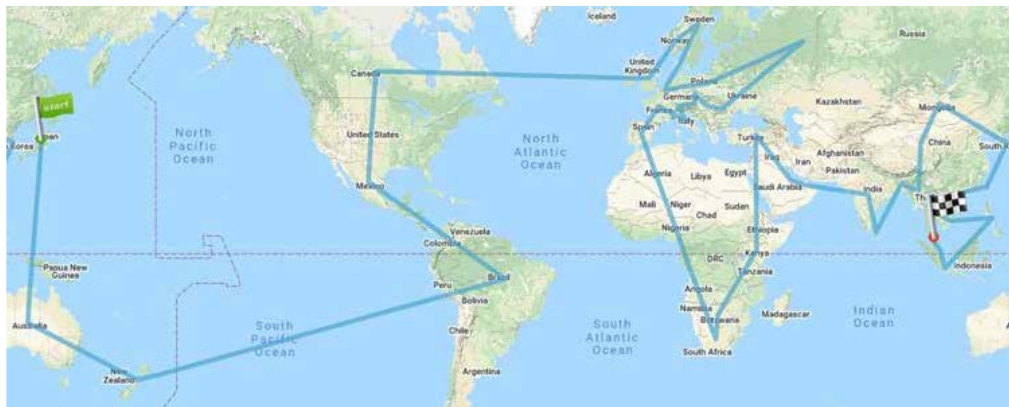 Iceland
Sweden
Norway
Russia
United
Kingdom
Canada
Poland
Germany
Ukraine
Kazakhstan
Mongolia
start
North
Pacific
Ocean
United States
North
Atlantic
Ocean
Spain
Italy
Turkey
China
South K
Korea
Iraq
Iran
Afghanistan
Pakistan
Algeria
Libya
Egypt
Saudi Arabia
India
Mexico
Mali
Niger
Chad
Sudan
Th
Venezuela
Colombia
Nigeria
Ethiopia
Kenya
DRC
Tanzania
Indonesia
Papua New
Guinea
Peru
Brazil
Bolivia
Angola
Namibia
Botswana
Madagascar
Indian
Ocean
Australia
South
Pacific
Ocean
Chile
South
Atlantic
Ocean
South Africa
New
Zealand
Argentina